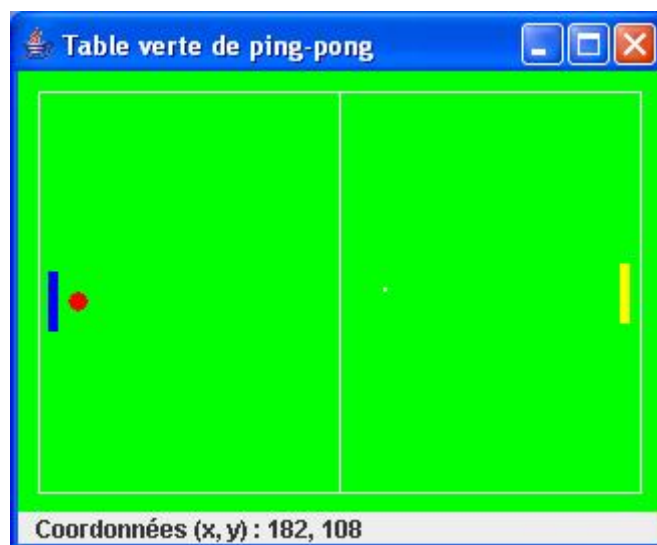 Table verte de ping-pong
Coordonnées (x, y) : 182, 108